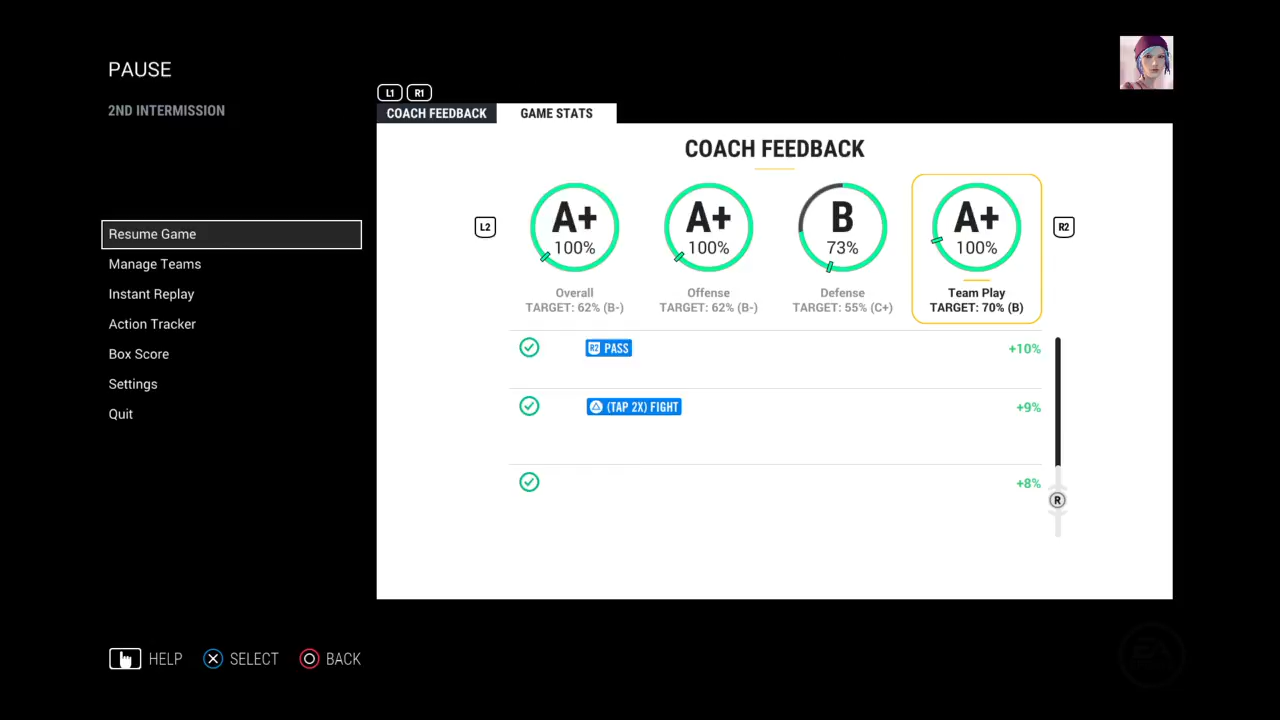 PAUSE
2ND INTERMISSION
L1 R1
COACH FEEDBACK GAME STATS
Resume Game
Manage Teams
Instant Replay
Action Tracker
Box Score
Settings
Quit
COACH FEEDBACK
L2
A+
100%
Overall
TARGET: 62% (B-)
A+
100%
Offense
TARGET: 62% (B-)
B
73%
Defense
TARGET: 55% (C+)
A+
100%
Team Play
TARGET: 70% (B)
R2
R2 PASS +10%
(TAP 2X) FIGHT +9%
+8%
R
HELP SELECT BACK
EA